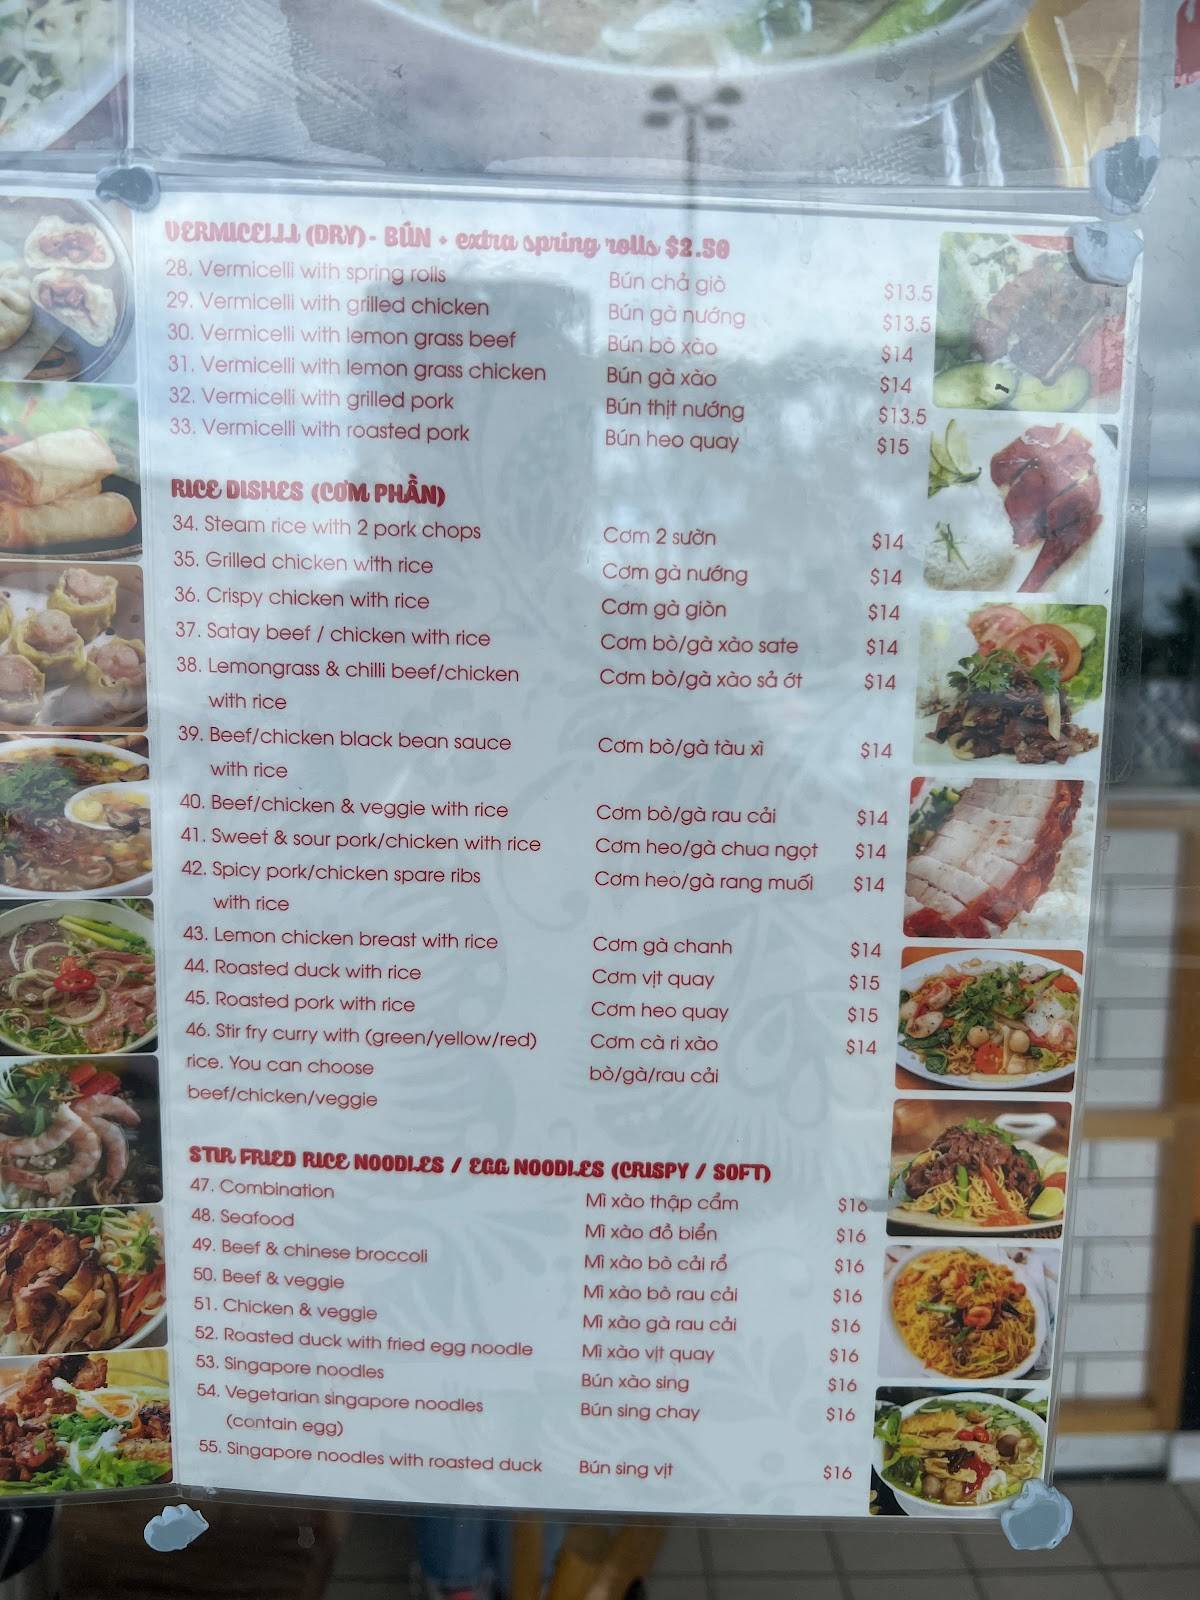 VERMICELLI (DRY) - BÚN + extra spring rolls $2.50
28. Vermicelli with spring rolls Bún chả giò $13.5
29. Vermicelli with grilled chicken Bún gà nướng $13.5
30. Vermicelli with lemon grass beef Bún bò xào $14
31. Vermicelli with lemon grass chicken Bún gà xào $14
32. Vermicelli with grilled pork Bún thịt nướng $13.5
33. Vermicelli with roasted pork Bún heo quay $15
RICE DISHES (CƠM PHẦN)
34. Steam rice with 2 pork chops Cơm 2 sườn $14
35. Grilled chicken with rice Cơm gà nướng $14
36. Crispy chicken with rice Cơm gà giòn $14
37. Satay beef / chicken with rice Cơm bò/gà xào sate $14
38. Lemongrass & chilli beef/chicken Cơm bò/gà xào sả ớt $14
with rice
39. Beef/chicken black bean sauce Cơm bò/gà tàu xì $14
with rice
40. Beef/chicken & veggie with rice Cơm bò/gà rau cải $14
41. Sweet & sour pork/chicken with rice Cơm heo/gà chua ngọt $14
42. Spicy pork/chicken spare ribs Cơm heo/gà rang muối $14
with rice
43. Lemon chicken breast with rice Cơm gà chanh $14
44. Roasted duck with rice Cơm vịt quay $15
45. Roasted pork with rice Cơm heo quay $15
46. Stir fry curry with (green/yellow/red) Cơm cà ri xào $14
rice. You can choose bò/gà/rau cải
beef/chicken/veggie
STIR FRIED RICE NOODLES / EGG NOODLES (CRISPY / SOFT)
47. Combination Mì xào thập cẩm $16
48. Seafood Mì xào đồ biển $16
49. Beef & chinese broccoli Mì xào bò cải rổ $16
50. Beef & veggie Mì xào bò rau cải $16
51. Chicken & veggie Mì xào gà rau cải $16
52. Roasted duck with fried egg noodle Mì xào vịt quay $16
53. Singapore noodles Bún xào sing $16
54. Vegetarian singapore noodles Bún sing chay $16
(contain egg)
55. Singapore noodles with roasted duck Bún sing vịt $16